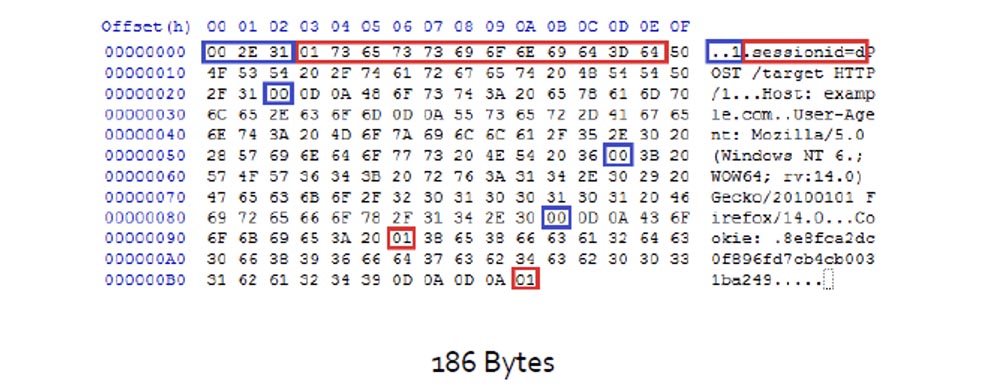 Offset(h) 00 01 02 03 04 05 06 07 08 09 0A 0B 0C 0D 0E 0F
00000000 00 2E 31 01 73 65 73 73 69 6F 6E 69 64 3D 64 50 ..1.sessionid=dP
00000010 4F 53 54 20 2F 74 61 72 67 65 74 20 48 54 54 50 OST /target HTTP
00000020 2F 31 00 0D 0A 48 6F 73 74 3A 20 65 78 61 6D 70 /1...Host: examp
00000030 6C 65 2E 63 6F 6D 0D 0A 55 73 65 72 2D 41 67 65 le.com..User-Age
00000040 6E 74 3A 20 4D 6F 7A 69 6C 6C 61 2F 35 2E 30 20 nt: Mozilla/5.0
00000050 28 57 69 6E 64 6F 77 73 20 4E 54 20 36 00 3B 20 (Windows NT 6.;
00000060 57 4F 57 36 34 3B 20 72 76 3A 31 34 2E 30 29 20 WOW64; rv:14.0)
00000070 47 65 63 6B 6F 2F 32 30 31 30 30 31 30 31 20 46 Gecko/20100101 F
00000080 69 72 65 66 6F 78 2F 31 34 2E 30 00 0D 0A 43 6F irefox/14.0...Co
00000090 6F 6B 69 65 3A 20 01 38 65 38 66 63 61 32 64 63 okie: .8e8fca2dc
000000A0 30 66 38 39 36 66 64 37 63 62 34 63 62 30 30 33 0f896fd7cb4cb003
000000B0 31 62 61 32 34 39 0D 0A 0D 0A 01 1ba249.....
186 Bytes